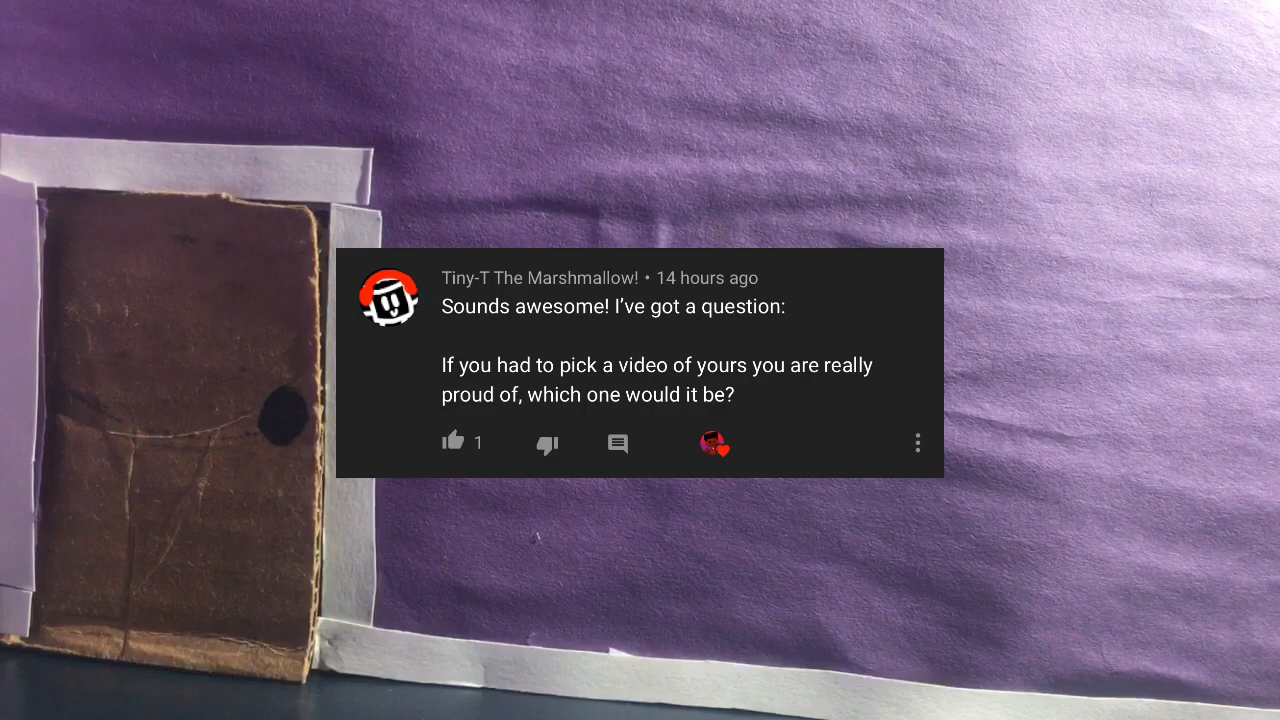 Tiny-T The Marshmallow! • 14 hours ago
Sounds awesome! I’ve got a question:
If you had to pick a video of yours you are really
proud of, which one would it be?
1